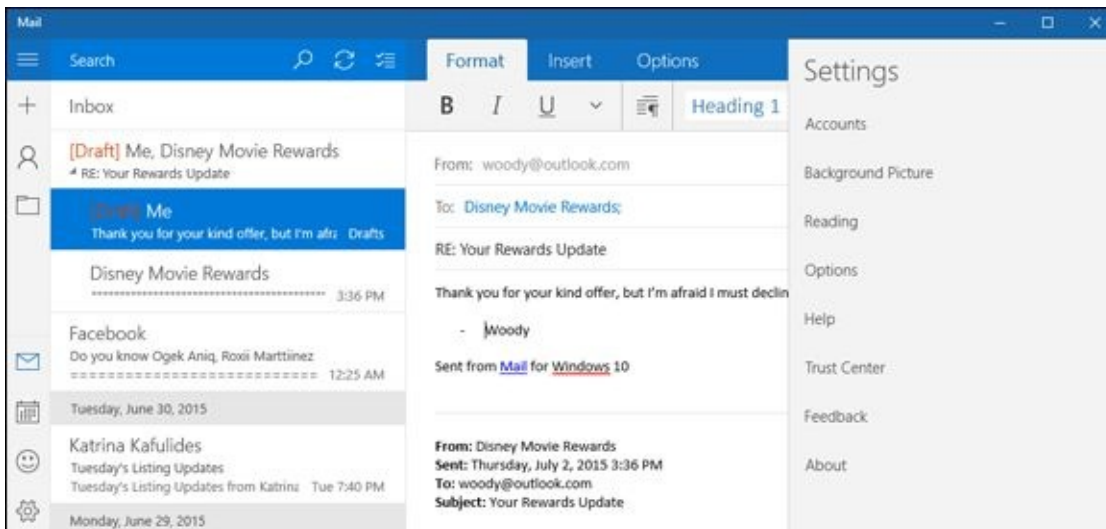 Mail
Search
Inbox
[Draft] Me, Disney Movie Rewards
RE: Your Rewards Update
[Draft] Me
Thank you for your kind offer, but I'm afra Drafts
Disney Movie Rewards
3:36 PM
Facebook
Do you know Ogek Aniq, Roxii Marttiinez
============================ 12:25 AM
Tuesday, June 30, 2015
Katrina Kafulides
Tuesday's Listing Updates
Tuesday's Listing Updates from Katrina Tue 7:40 PM
Monday, June 29, 2015
Format Insert Options
B I U Heading 1
From: woody@outlook.com
To: Disney Movie Rewards;
RE: Your Rewards Update
Thank you for your kind offer, but I'm afraid I must declin
- Woody
Sent from Mail for Windows 10
From: Disney Movie Rewards
Sent: Thursday, July 2, 2015 3:36 PM
To: woody@outlook.com
Subject: Your Rewards Update
Settings
Accounts
Background Picture
Reading
Options
Help
Trust Center
Feedback
About